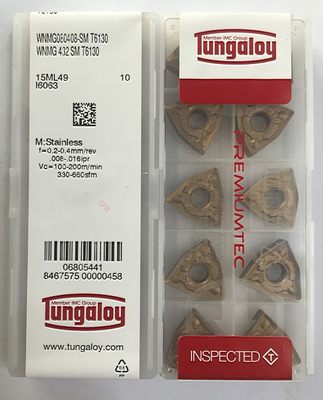 WNMG080408-SM T6130
WNMG 432 SM T6130
15ML49 10
I6063
M:Stainless
f=0.2-0.4mm/rev
.008-.016ipr
Vc=100-200m/min
330-660sfm
06805441
8467575 00000458
Member IMC Group
Tungaloy
www.tungaloy.com
PP
Member IMC Group
Tungaloy
PREMIUMTEC
INSPECTED T